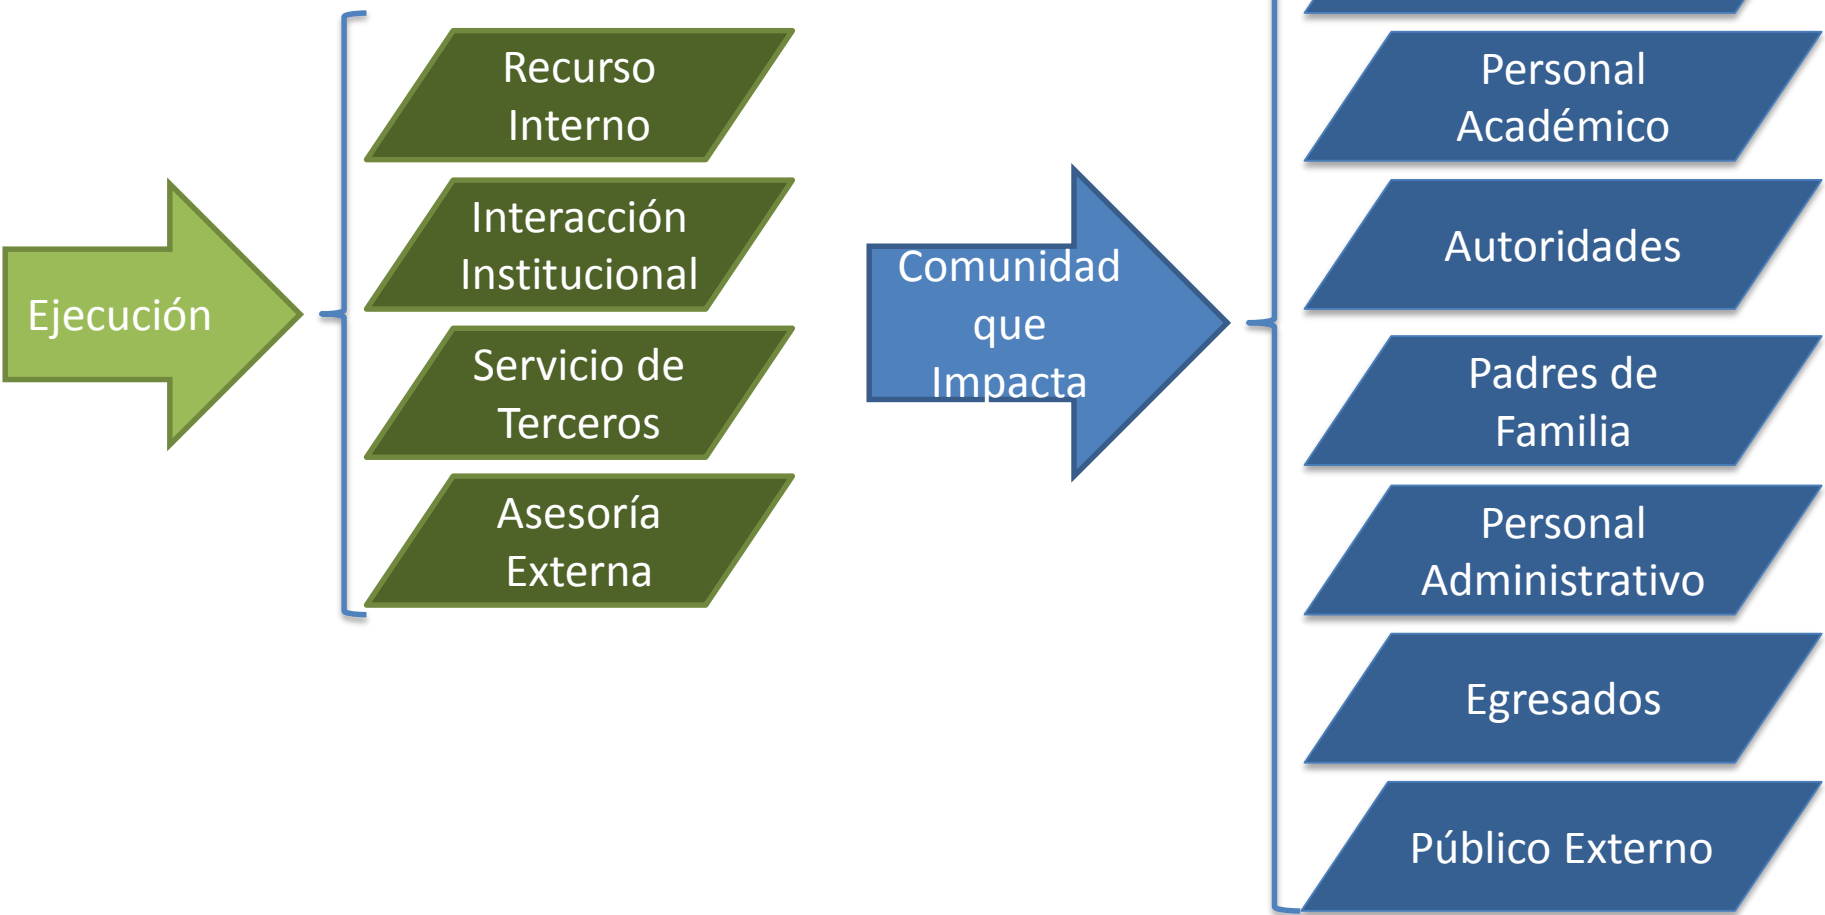 Ejecución
Recurso
Interno
Interacción
Institucional
Servicio de
Terceros
Asesoría
Externa
Comunidad
que
Impacta
Personal
Académico
Autoridades
Padres de
Familia
Personal
Administrativo
Egresados
Público Externo